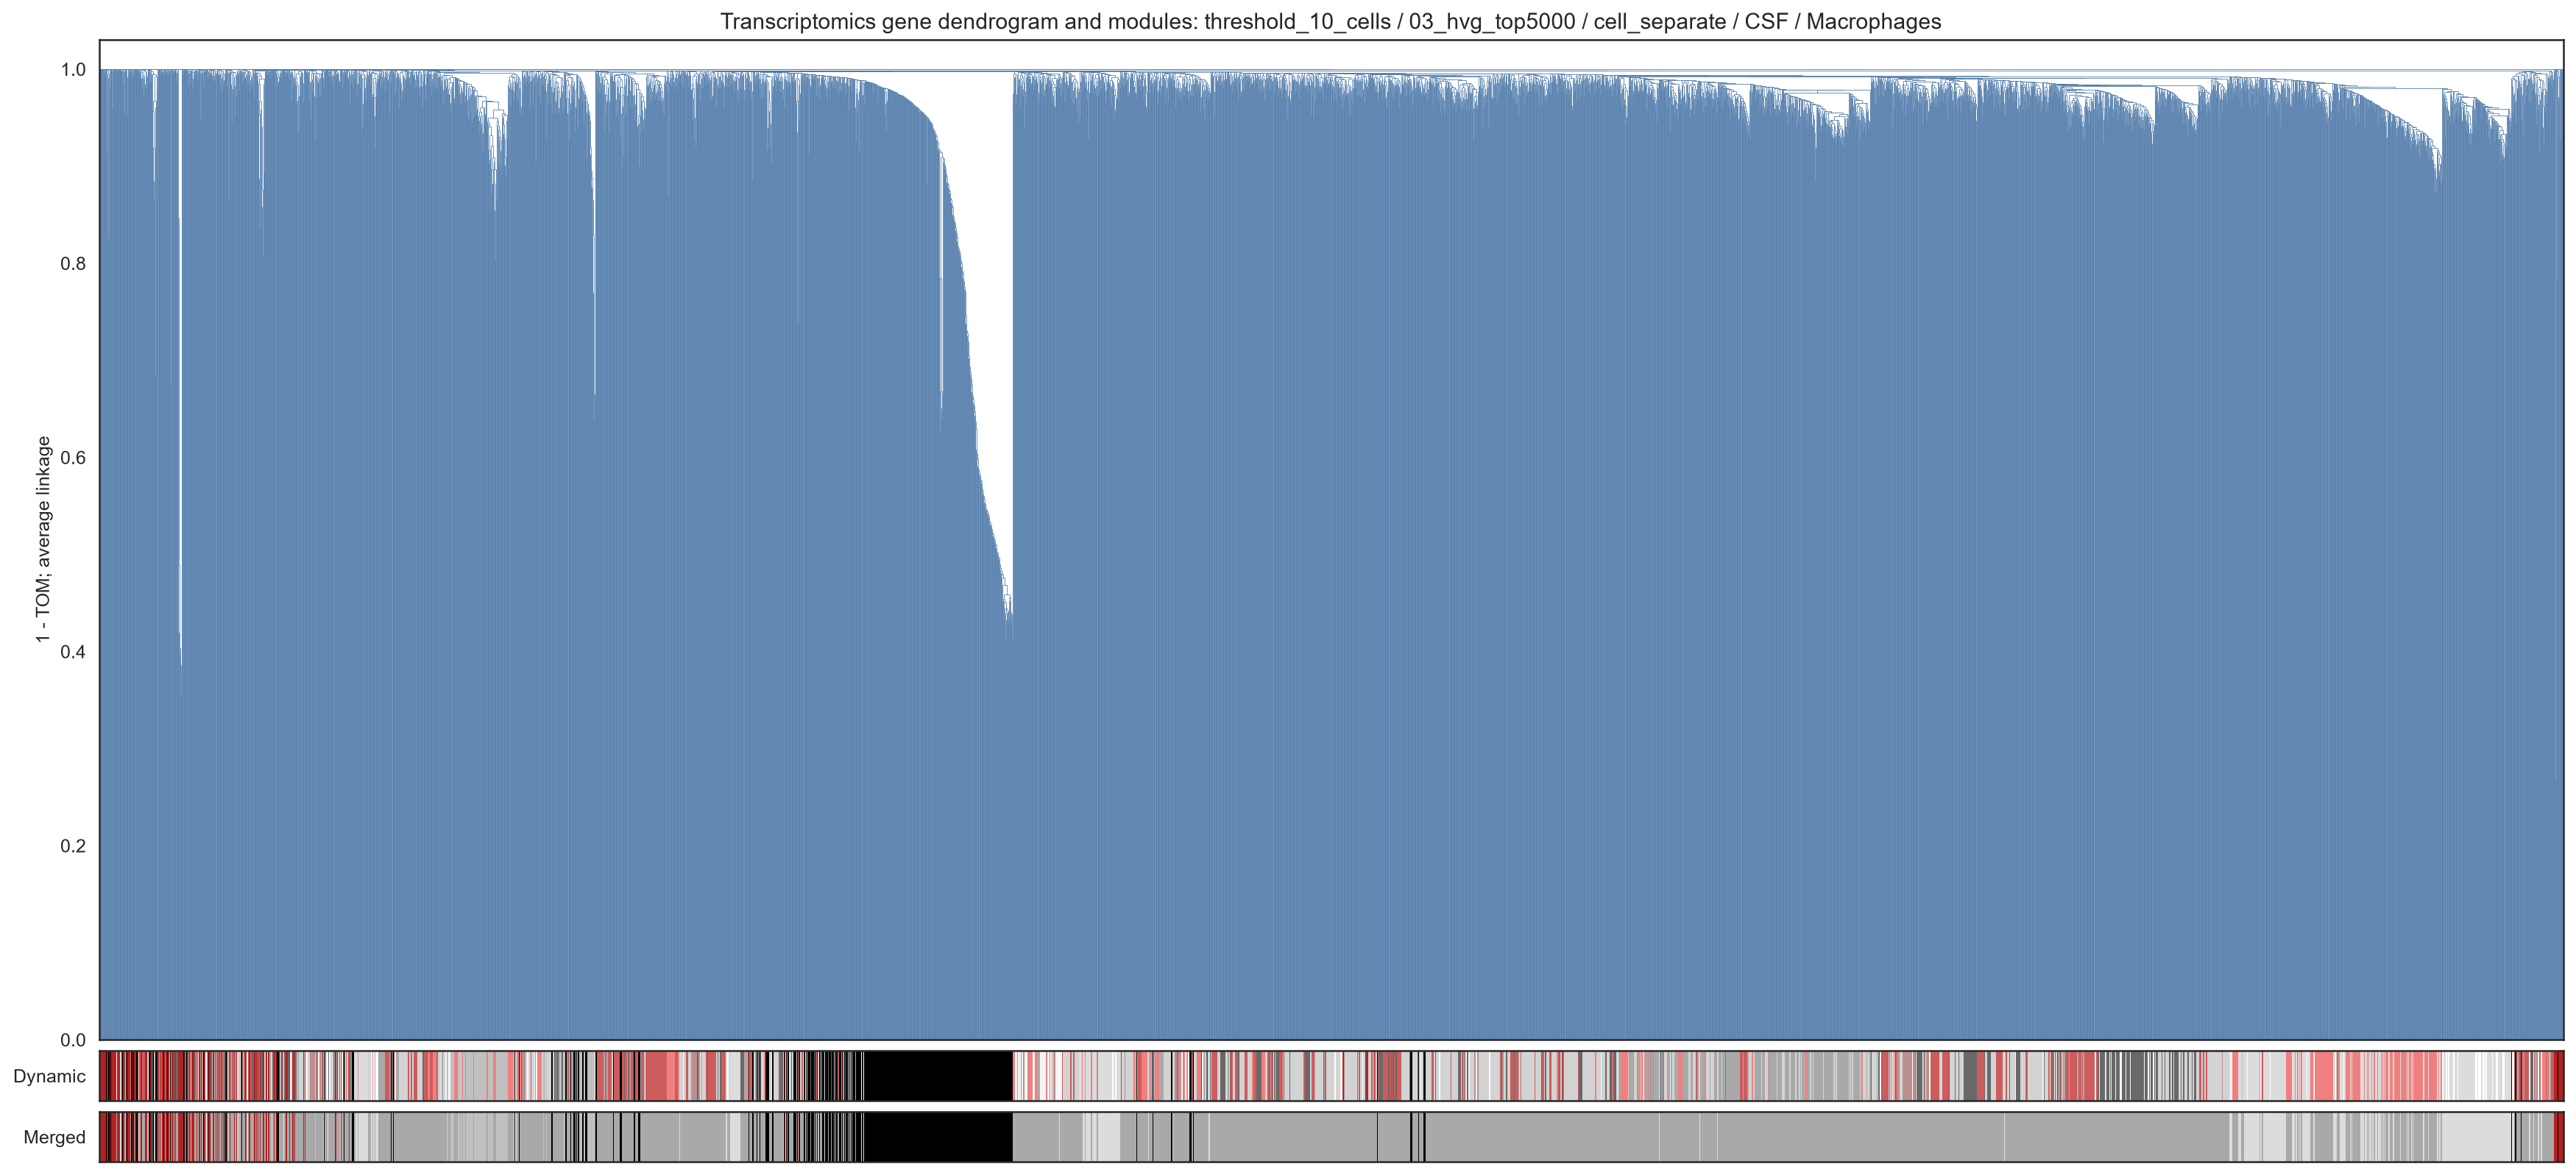 Transcriptomics gene dendrogram and modules: threshold_10_cells / 03_hvg_top5000 / cell_separate / CSF / Macrophages
1.0
0.8
0.6
0.4
0.2
0.0
1 - TOM; average linkage
Dynamic
Merged